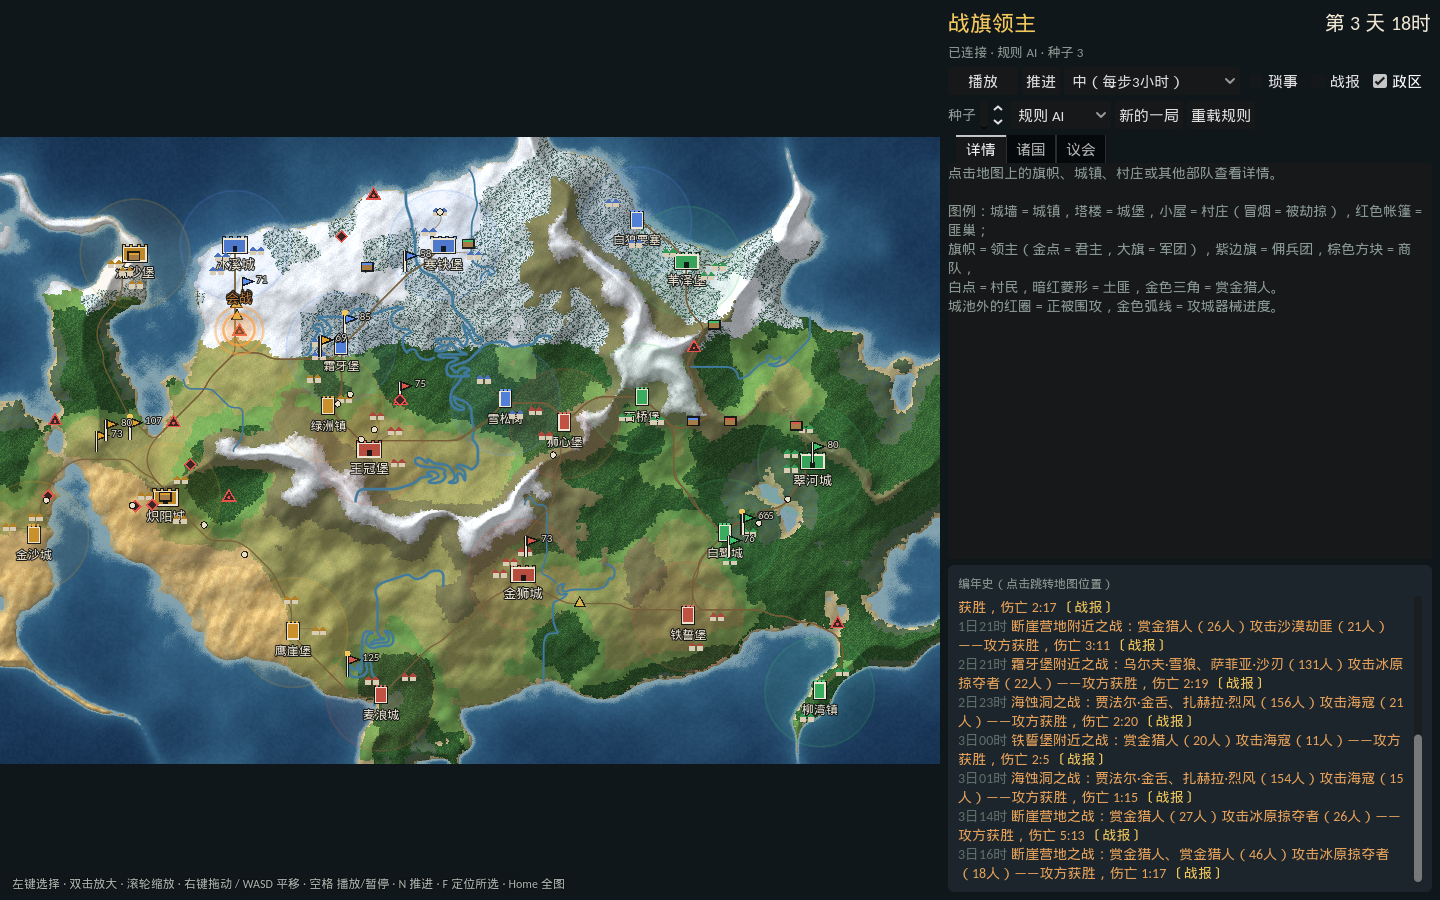 战旗领主
第 3 天 18时
已连接 · 规则 AI · 种子 3
播放 推进 中（每步3小时） 琐事 战报 政区
种子 规则 AI 新的一局 重载规则
详情 诸国 议会
点击地图上的旗帜、城镇、村庄或其他部队查看详情。
图例：城墙 = 城镇，塔楼 = 城堡，小屋 = 村庄（冒烟 = 被劫掠），红色帐篷 =
匪巢；
旗帜 = 领主（金点 = 君主，大旗 = 军团），紫边旗 = 佣兵团，棕色方块 = 商
队，
白点 = 村民，暗红菱形 = 土匪，金色三角 = 赏金猎人。
城池外的红圈 = 正被围攻，金色弧线 = 攻城器械进度。
71
会战
85
霜牙堡
75
绿洲镇
狮心堡
王冠堡
80
107
73
80
翠河城
炽阳城
金沙城
73
金狮城
665
76
白鹭城
铁誓堡
鹰崖堡
125
麦浪城
柳湾镇
编年史（点击跳转地图位置）
获胜，伤亡 2:17 〔战报〕
1日21时 断崖营地附近之战：赏金猎人（26人）攻击沙漠劫匪（21人）
——攻方获胜，伤亡 3:11 〔战报〕
2日21时 霜牙堡附近之战：乌尔夫·雪狼、萨菲亚·沙刃（131人）攻击冰原
掠夺者（22人）——攻方获胜，伤亡 2:19 〔战报〕
2日23时 海蚀洞之战：贾法尔·金舌、扎赫拉·烈风（156人）攻击海寇（21
人）——攻方获胜，伤亡 2:20 〔战报〕
3日00时 铁誓堡附近之战：赏金猎人（20人）攻击海寇（11人）——攻方
获胜，伤亡 2:5 〔战报〕
3日01时 海蚀洞之战：贾法尔·金舌、扎赫拉·烈风（154人）攻击海寇（15
人）——攻方获胜，伤亡 1:15 〔战报〕
3日14时 断崖营地之战：赏金猎人（27人）攻击冰原掠夺者（26人）——
攻方获胜，伤亡 5:13 〔战报〕
3日16时 断崖营地之战：赏金猎人、赏金猎人（46人）攻击冰原掠夺者
（18人）——攻方获胜，伤亡 1:17 〔战报〕
左键选择 · 双击放大 · 滚轮缩放 · 右键拖动 / WASD 平移 · 空格 播放/暂停 · N 推进 · F 定位所选 · Home 全图